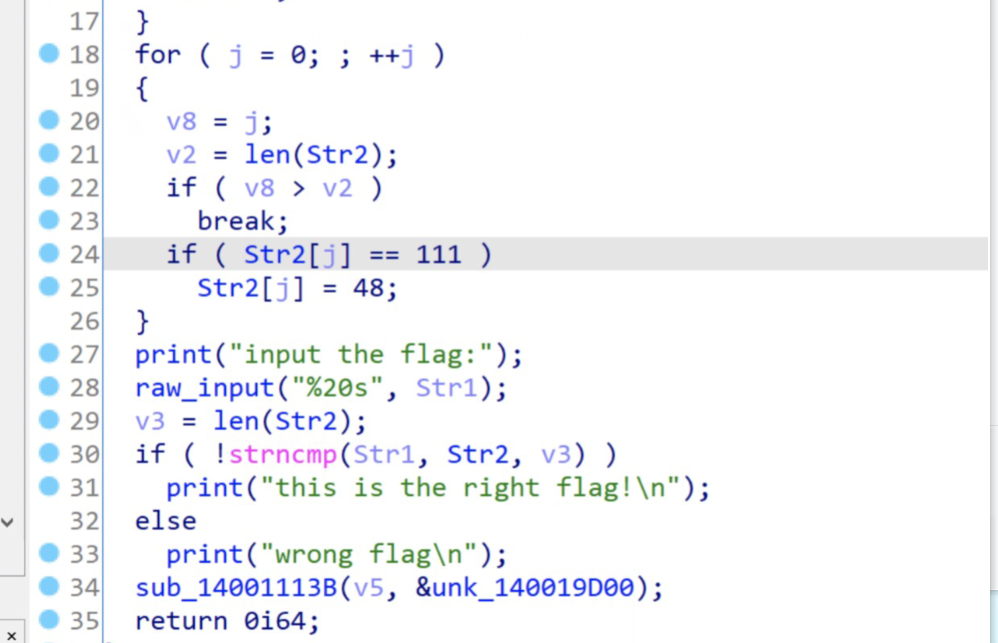 17 }
18 for ( j = 0; ; ++j )
19 {
20 v8 = j;
21 v2 = len(Str2);
22 if ( v8 > v2 )
23 break;
24 if ( Str2[j] == 111 )
25 Str2[j] = 48;
26 }
27 print("input the flag:");
28 raw_input("%20s", Str1);
29 v3 = len(Str2);
30 if ( !strncmp(Str1, Str2, v3) )
31 print("this is the right flag!\n");
32 else
33 print("wrong flag\n");
34 sub_14001113B(v5, &unk_140019D00);
35 return 0i64;